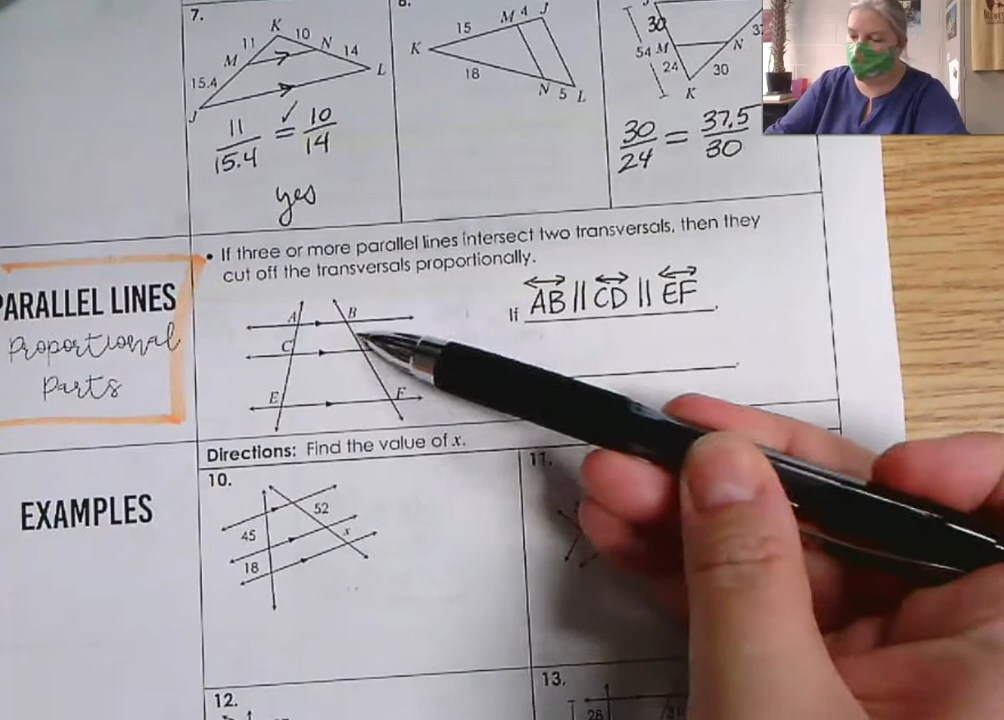 7.
K
10
N
14
L
11
M
15.4
J
11/15.4 = 10/14
yes
15
M 4 J
K
18
N 5 L
30
54 M
N
24
30
K
30/24 = 37.5/30
PARALLEL LINES
Proportional
Parts
• If three or more parallel lines intersect two transversals, then they
cut off the transversals proportionally.
A
B
C
E
F
If AB || CD || EF .
.
Directions: Find the value of x.
EXAMPLES
10.
52
45
x
18
11.
12.
13.
28